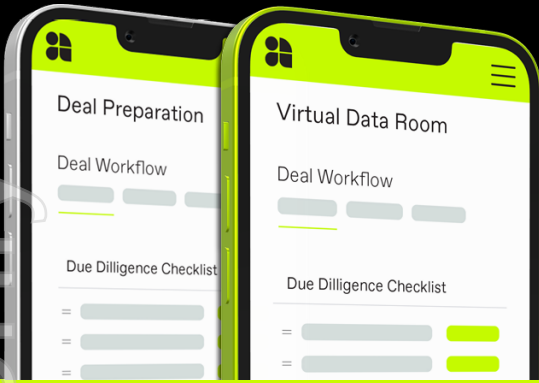 Deal Preparation
Deal Workflow
Due Dilligence Checklist
Virtual Data Room
Deal Workflow
Due Dilligence Checklist